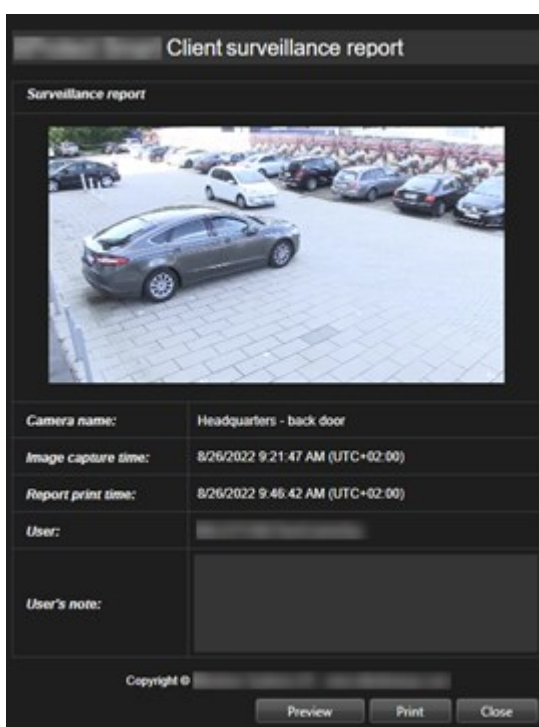 Client surveillance report
Surveillance report
Camera name: Headquarters - back door
Image capture time: 8/26/2022 9:21:47 AM (UTC+02:00)
Report print time: 8/26/2022 9:46:42 AM (UTC+02:00)
User:
User's note:
Copyright ©
Preview Print Close